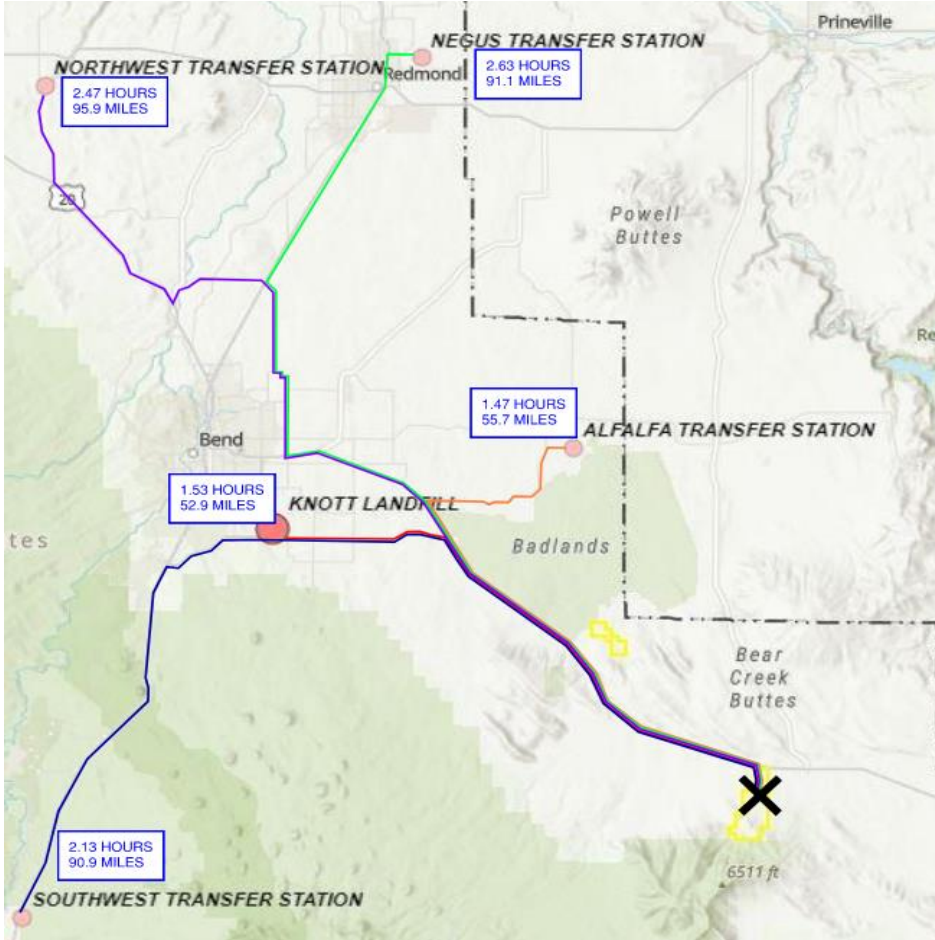 Prineville
NEGUS TRANSFER STATION
NORTHWEST TRANSFER STATION
Redmond
2.63 HOURS
91.1 MILES
2.47 HOURS
95.9 MILES
20
Powell
Buttes
Re
1.47 HOURS
55.7 MILES
ALFALFA TRANSFER STATION
Bend
1.53 HOURS
52.9 MILES
KNOTT LANDFILL
tes
Badlands
Bear
Creek
Buttes
6511 ft
2.13 HOURS
90.9 MILES
SOUTHWEST TRANSFER STATION